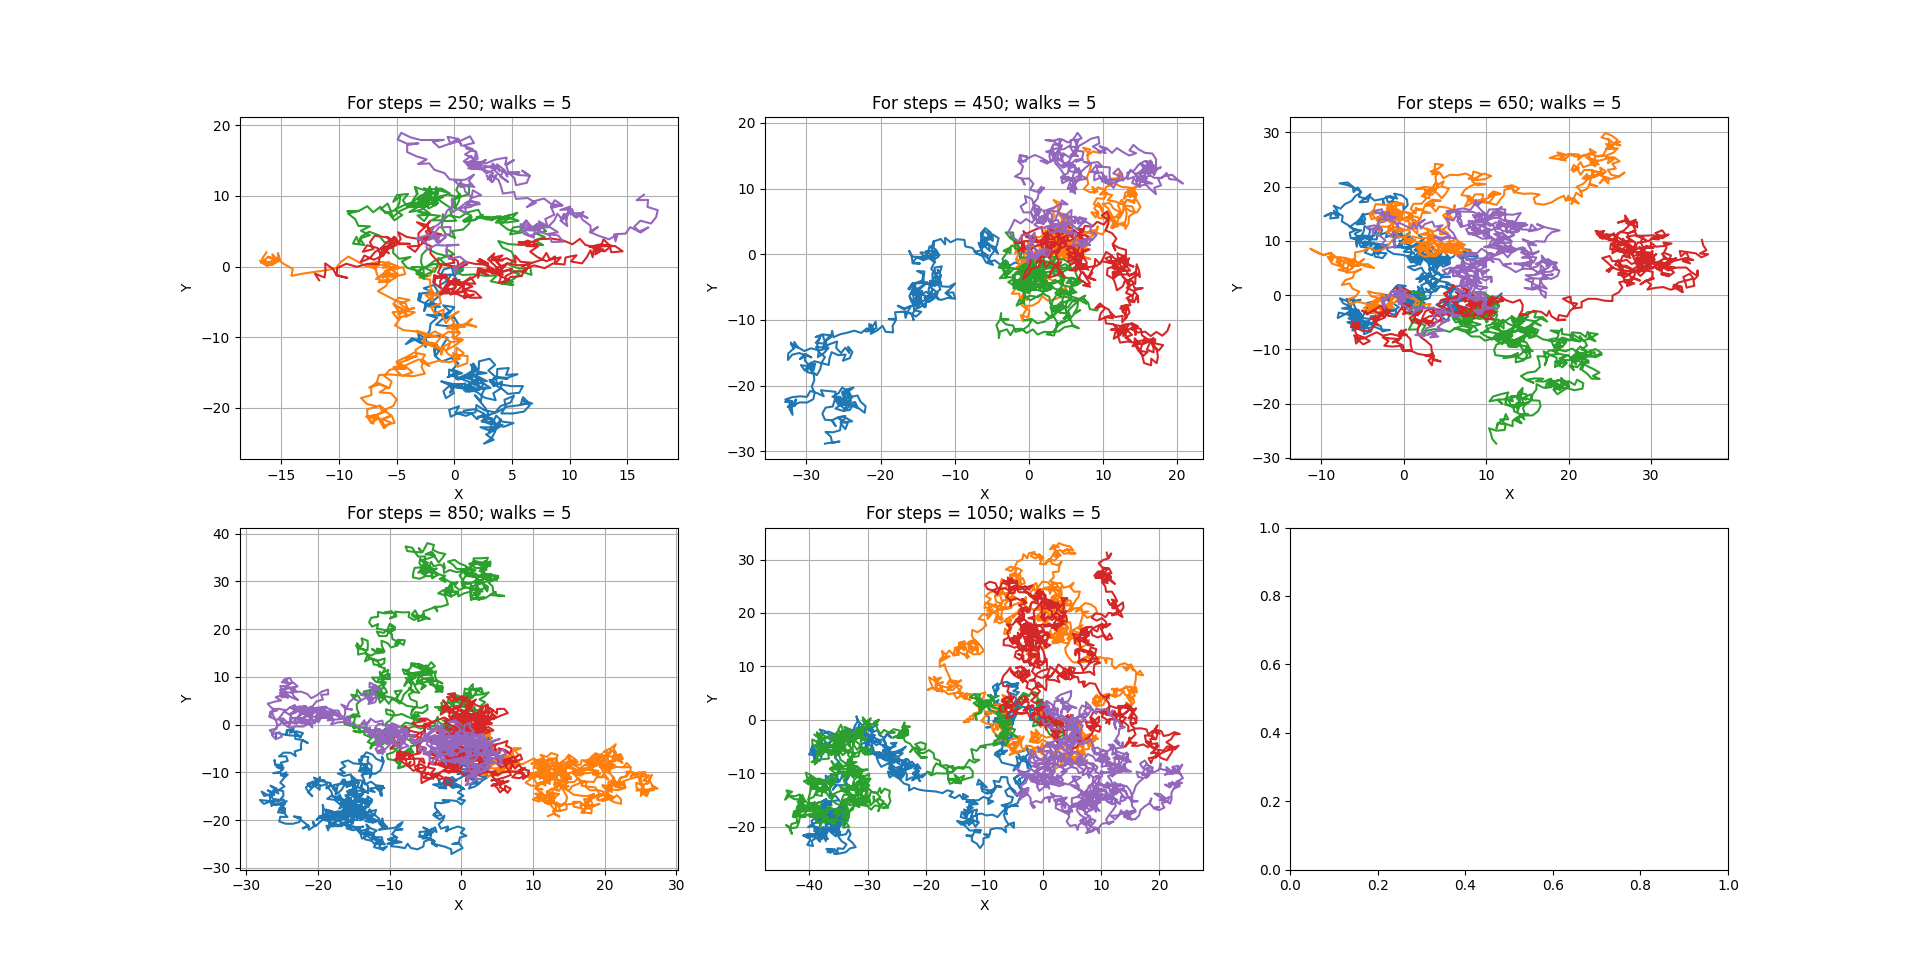 For steps = 250; walks = 5
20
10
0
−10
−20
Y
−15 −10 −5 0 5 10 15
X
For steps = 450; walks = 5
20
10
0
−10
−20
−30
Y
−30 −20 −10 0 10 20
X
For steps = 650; walks = 5
30
20
10
0
−10
−20
−30
Y
−10 0 10 20 30
X
For steps = 850; walks = 5
40
30
20
10
0
−10
−20
−30
Y
−30 −20 −10 0 10 20 30
X
For steps = 1050; walks = 5
30
20
10
0
−10
−20
Y
−40 −30 −20 −10 0 10 20
X
1.0
0.8
0.6
0.4
0.2
0.0
0.0 0.2 0.4 0.6 0.8 1.0